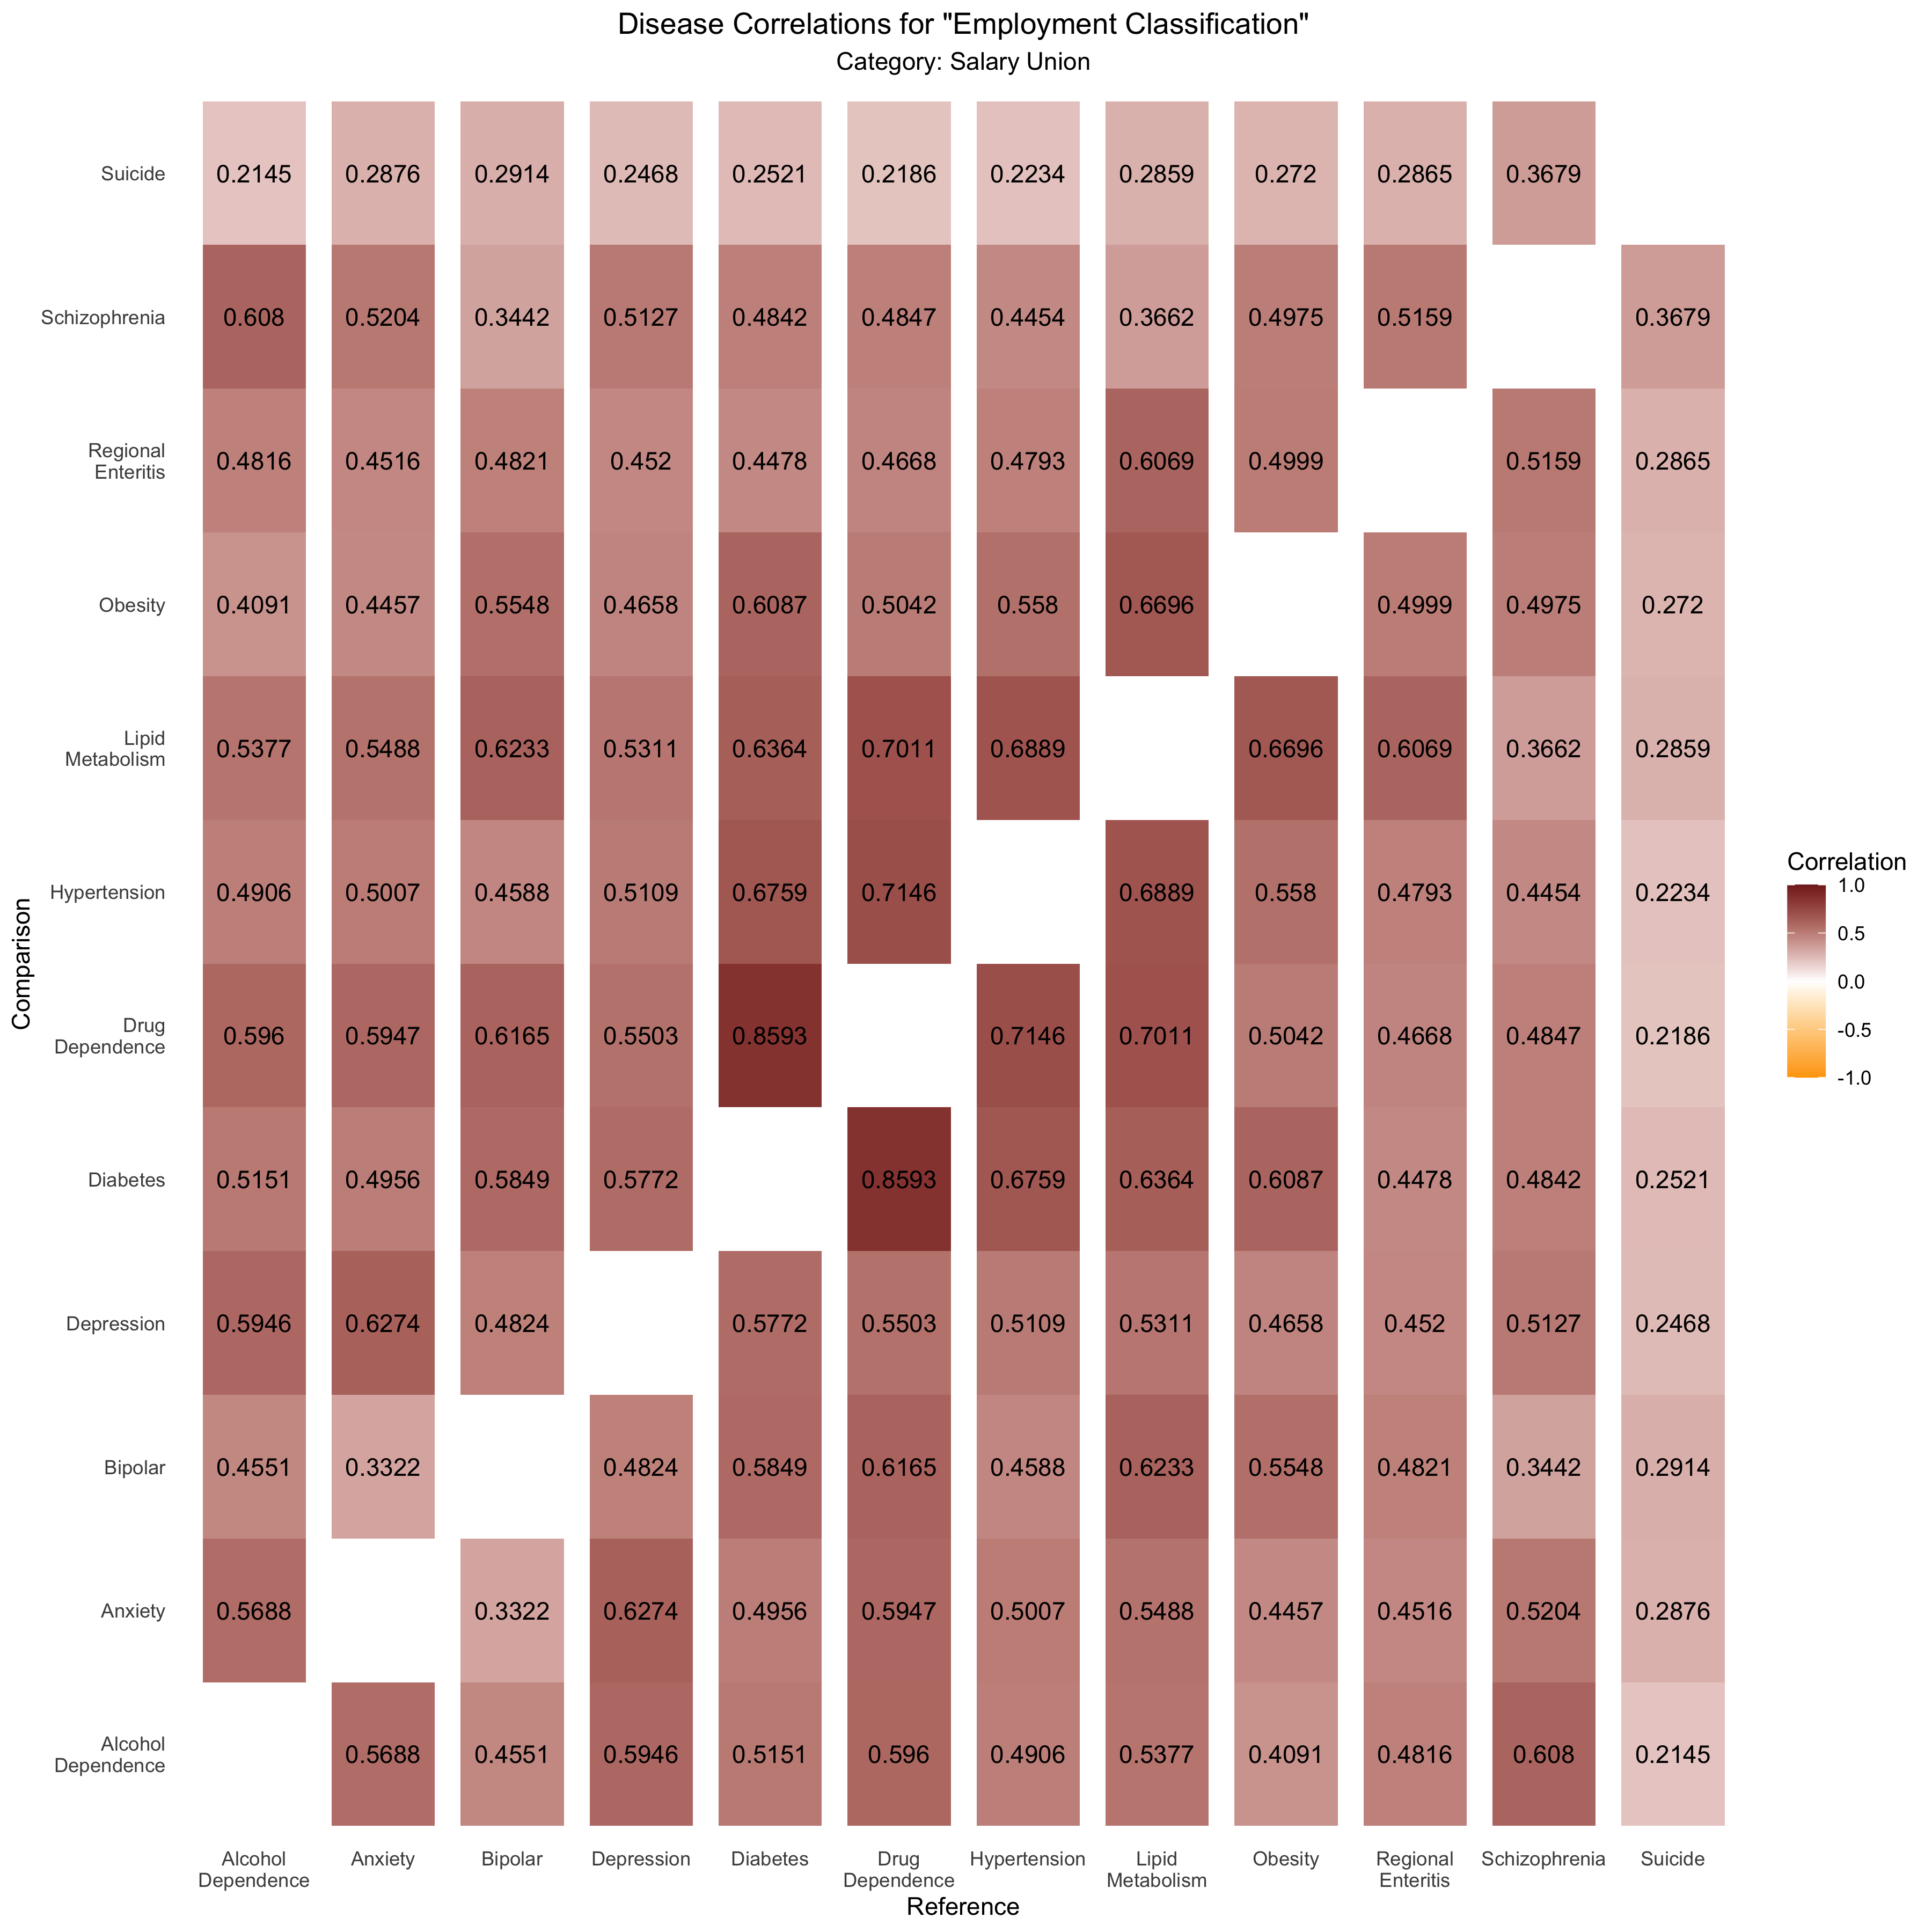 Disease Correlations for "Employment Classification"
Category: Salary Union
Suicide 0.2145 0.2876 0.2914 0.2468 0.2521 0.2186 0.2234 0.2859 0.272 0.2865 0.3679
Schizophrenia 0.608 0.5204 0.3442 0.5127 0.4842 0.4847 0.4454 0.3662 0.4975 0.5159 0.3679
Regional
Enteritis 0.4816 0.4516 0.4821 0.452 0.4478 0.4668 0.4793 0.6069 0.4999 0.5159 0.2865
Obesity 0.4091 0.4457 0.5548 0.4658 0.6087 0.5042 0.558 0.6696 0.4999 0.4975 0.272
Lipid
Metabolism 0.5377 0.5488 0.6233 0.5311 0.6364 0.7011 0.6889 0.6696 0.6069 0.3662 0.2859
Hypertension 0.4906 0.5007 0.4588 0.5109 0.6759 0.7146 0.6889 0.558 0.4793 0.4454 0.2234
Drug
Dependence 0.596 0.5947 0.6165 0.5503 0.8593 0.7146 0.7011 0.5042 0.4668 0.4847 0.2186
Diabetes 0.5151 0.4956 0.5849 0.5772 0.8593 0.6759 0.6364 0.6087 0.4478 0.4842 0.2521
Depression 0.5946 0.6274 0.4824 0.5772 0.5503 0.5109 0.5311 0.4658 0.452 0.5127 0.2468
Bipolar 0.4551 0.3322 0.4824 0.5849 0.6165 0.4588 0.6233 0.5548 0.4821 0.3442 0.2914
Anxiety 0.5688 0.3322 0.6274 0.4956 0.5947 0.5007 0.5488 0.4457 0.4516 0.5204 0.2876
Alcohol
Dependence 0.5688 0.4551 0.5946 0.5151 0.596 0.4906 0.5377 0.4091 0.4816 0.608 0.2145
Comparison
Alcohol Anxiety Bipolar Depression Diabetes Drug Hypertension Lipid Obesity Regional Schizophrenia Suicide
Dependence Dependence Metabolism Enteritis
Reference
Correlation
1.0
0.5
0.0
-0.5
-1.0